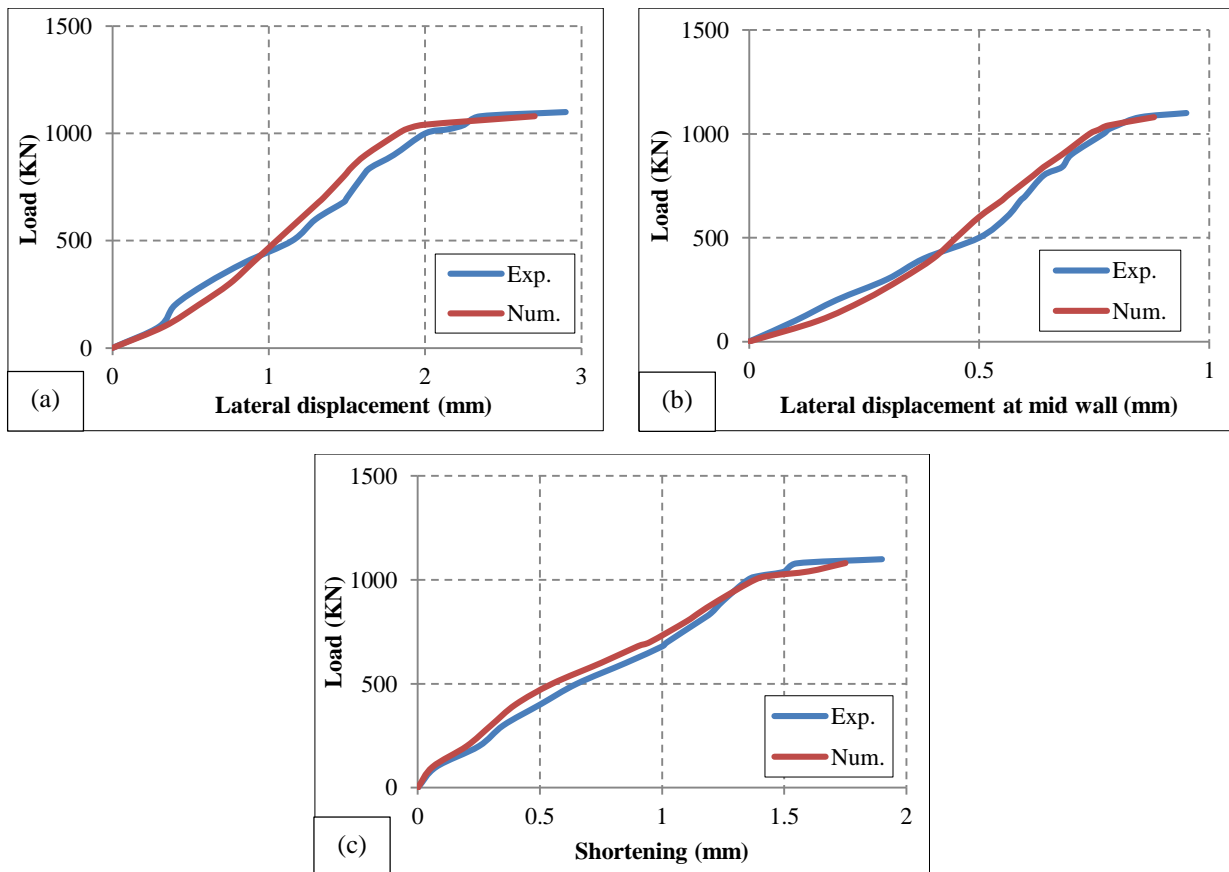 1500
1000
500
0
Load (KN)
0
1
2
3
Lateral displacement (mm)
Exp.
Num.
(a)
1500
1000
500
0
Load (KN)
0
0.5
1
Lateral displacement at mid wall (mm)
Exp.
Num.
(b)
1500
1000
500
0
Load (KN)
0
0.5
1
1.5
2
Shortening (mm)
Exp.
Num.
(c)